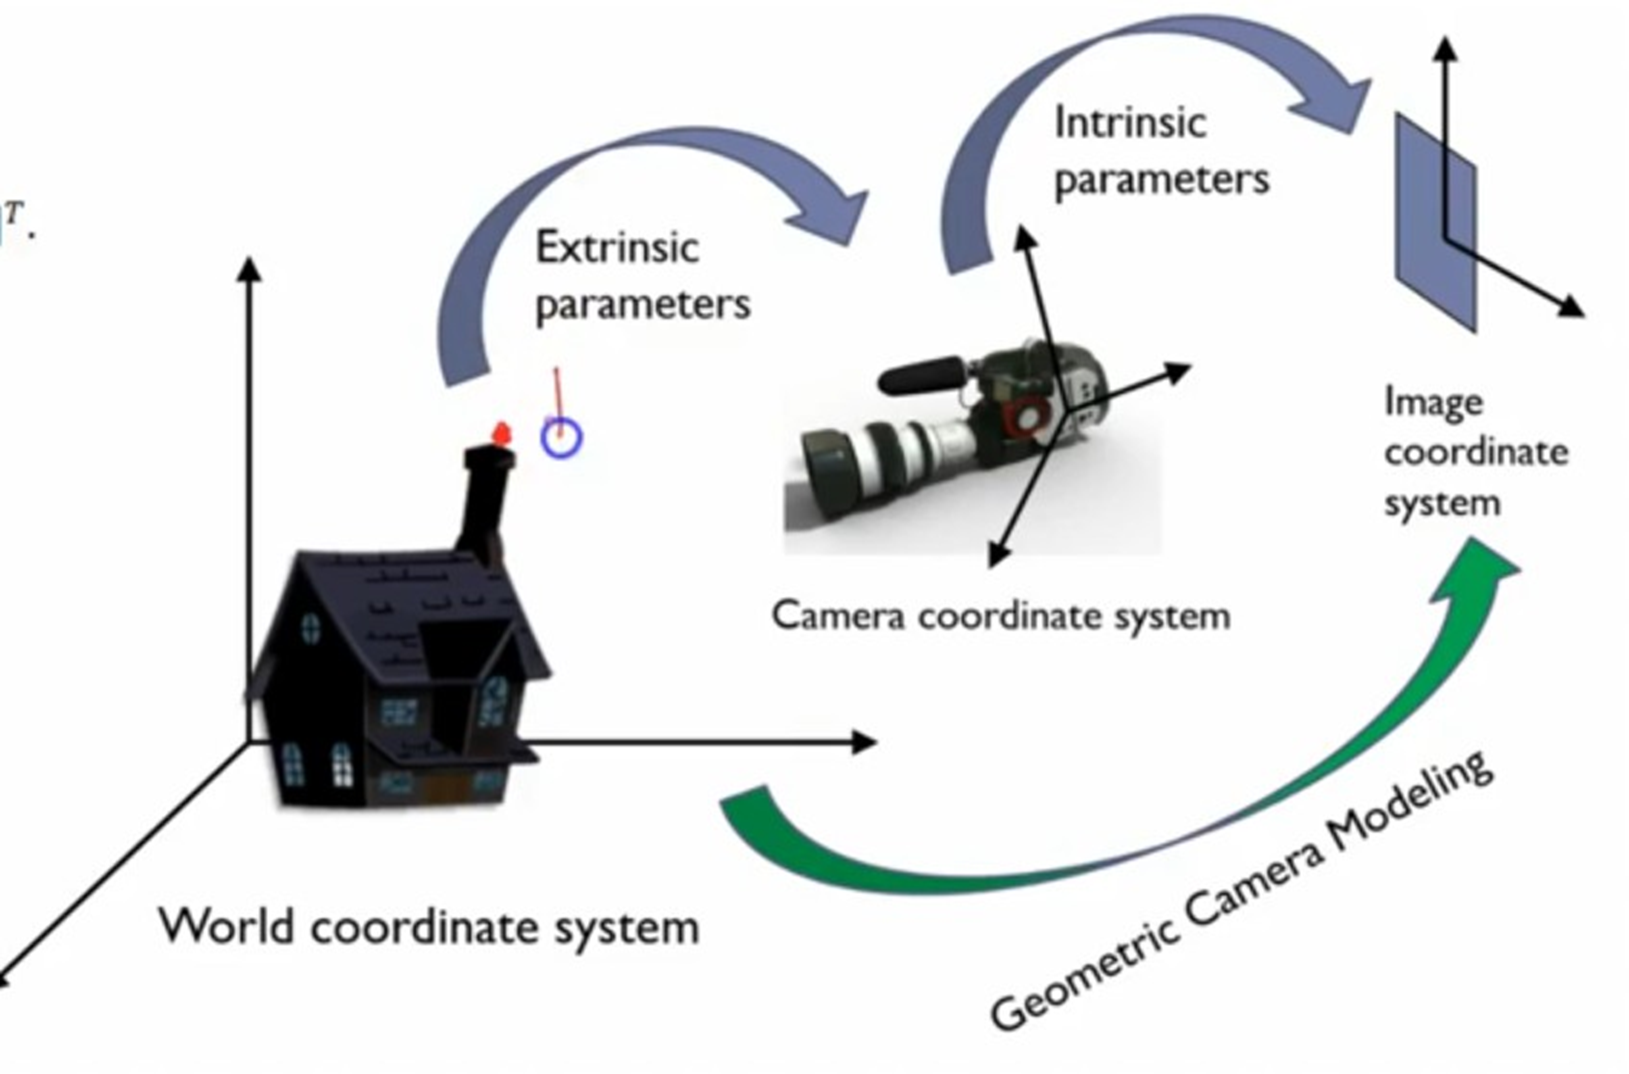 T.
Extrinsic
parameters
Intrinsic
parameters
Image
coordinate
system
Camera coordinate system
World coordinate system
Geometric Camera Modeling